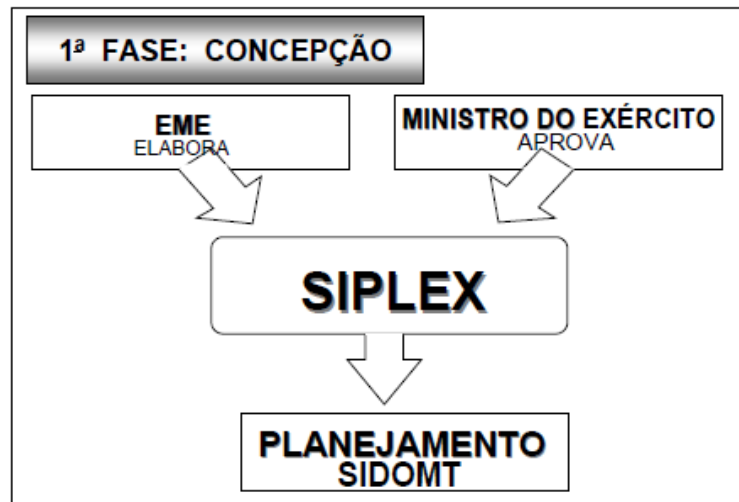 1ª FASE: CONCEPÇÃO
EME
ELABORA
MINISTRO DO EXÉRCITO
APROVA
SIPLEX
PLANEJAMENTO
SIDOMT